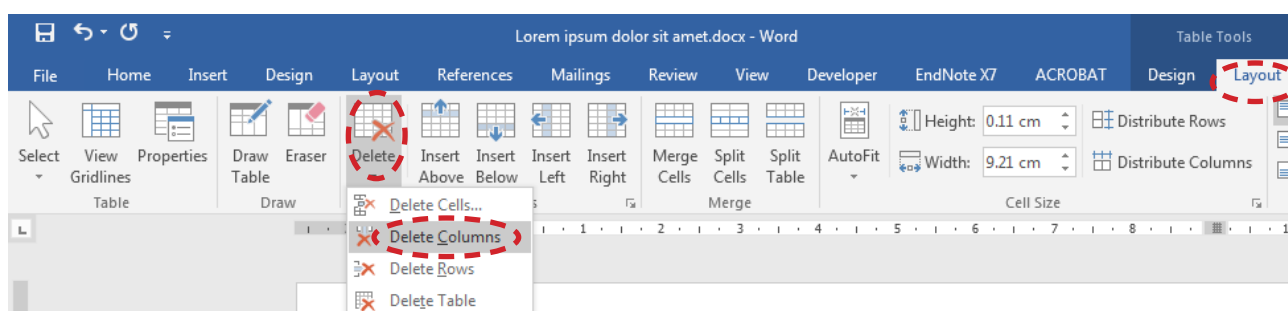 Lorem ipsum dolor sit amet.docx - Word
Table Tools
File Home Insert Design Layout References Mailings Review View Developer EndNote X7 ACROBAT Design Layout
Height: 0.11 cm Distribute Rows
Select View Gridlines Properties Draw Table Eraser Delete Insert Above Insert Below Insert Left Insert Right Merge Cells Split Cells Split Table AutoFit Width: 9.21 cm Distribute Columns
Table Draw s Merge Cell Size
Delete Cells...
L 1 1 2 3 4 5 6 7 8 1
Delete Columns
Delete Rows
Delete Table